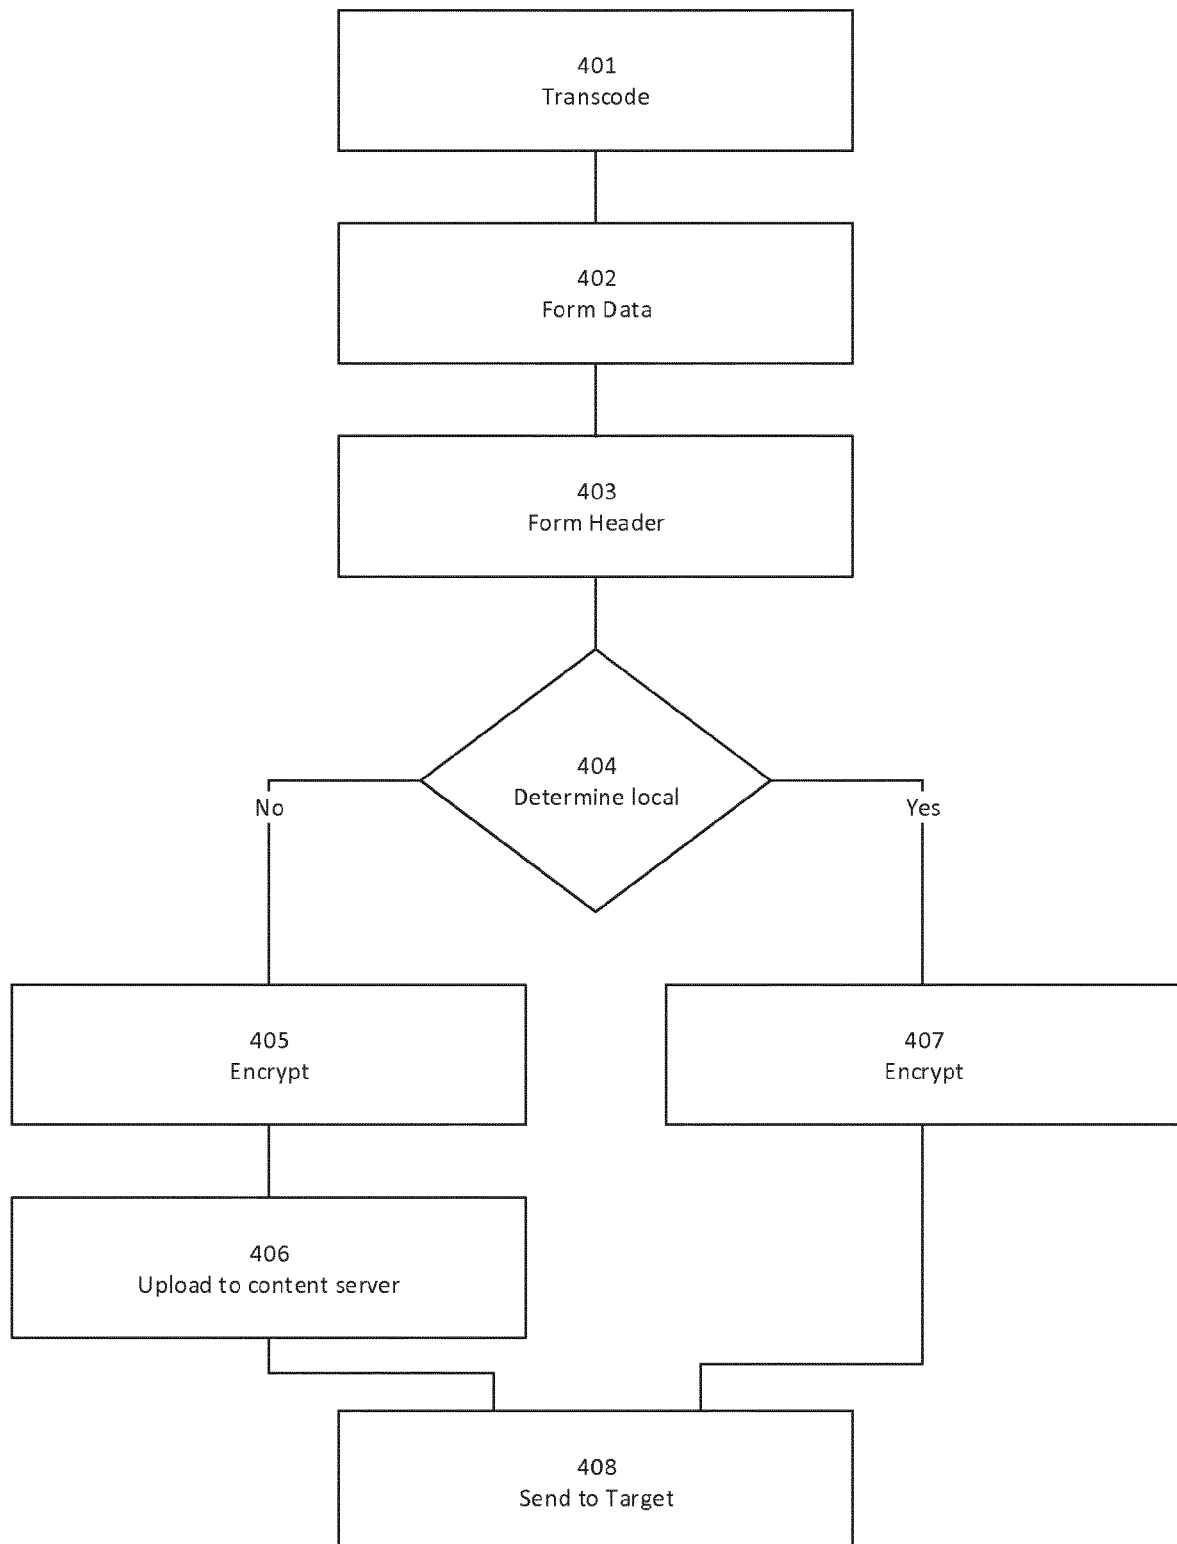 401
Transcode
402
Form Data
403
Form Header
404
Determine local
No
Yes
405
Encrypt
407
Encrypt
406
Upload to content server
408
Send to Target